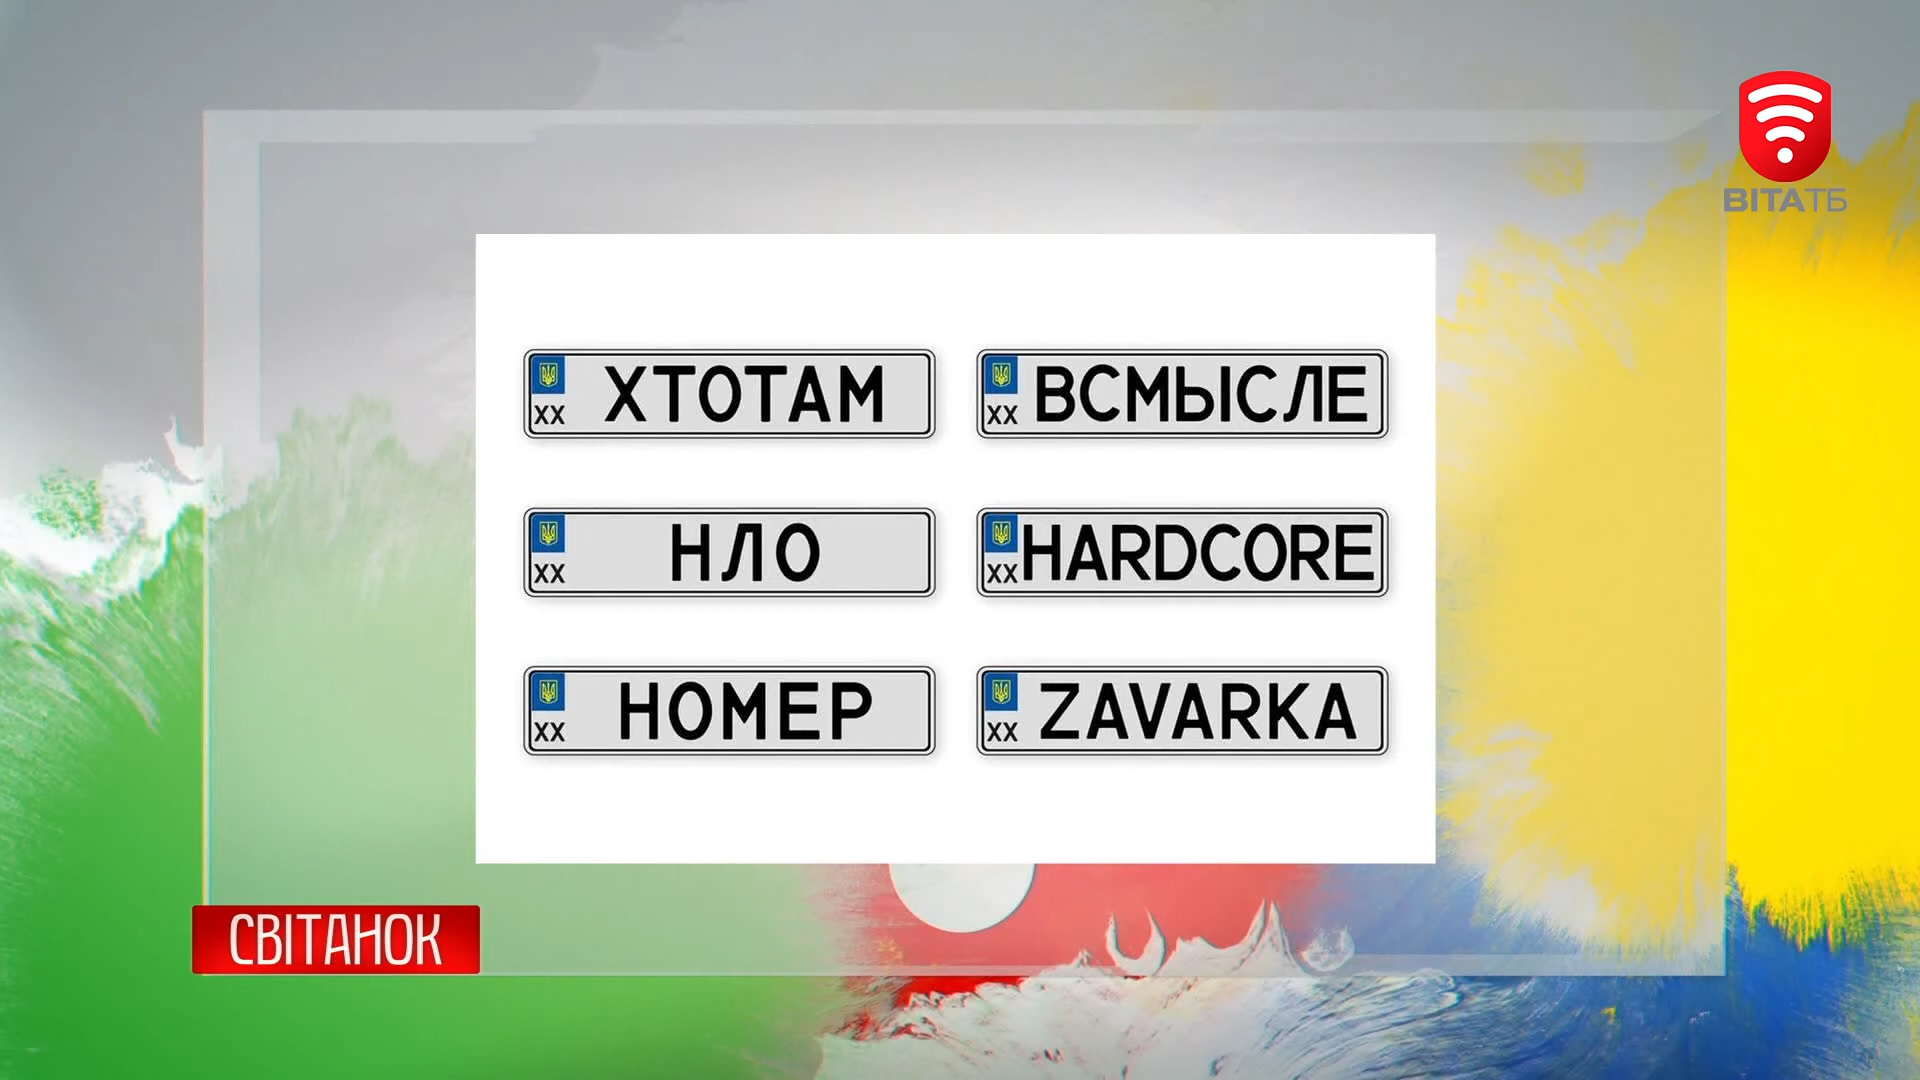 ВІТАТБ
XX ХТОТАМ
XX ВСМЫСЛЕ
XX НЛО
XX HARDCORE
XX НОМЕР
XX ZAVARKA
СВІТАНОК